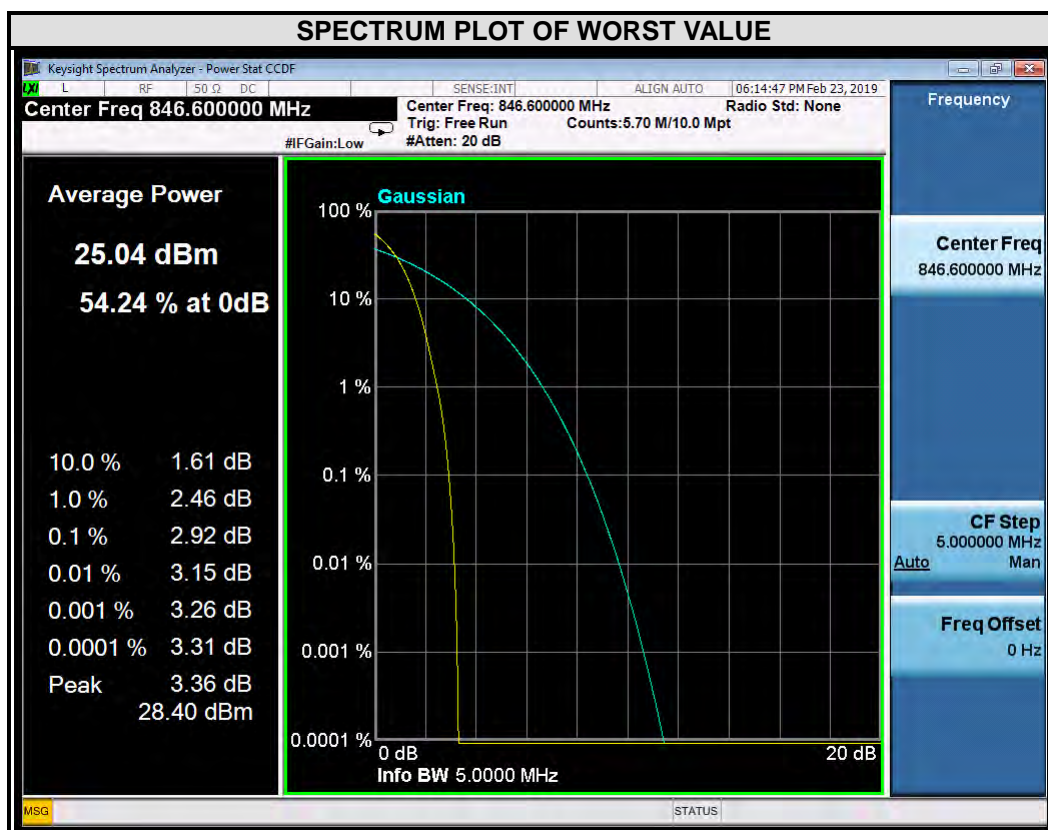 SPECTRUM PLOT OF WORST VALUE
Keysight Spectrum Analyzer - Power Stat CCDF
LXI L RF 50 Ω DC SENSE:INT ALIGN AUTO 06:14:47 PM Feb 23, 2019
Center Freq 846.600000 MHz
Center Freq: 846.600000 MHz Radio Std: None
Trig: Free Run Counts:5.70 M/10.0 Mpt
#IFGain:Low #Atten: 20 dB
Average Power
25.04 dBm
54.24 % at 0dB
10.0 % 1.61 dB
1.0 % 2.46 dB
0.1 % 2.92 dB
0.01 % 3.15 dB
0.001 % 3.26 dB
0.0001 % 3.31 dB
Peak 3.36 dB
28.40 dBm
Gaussian
100 %
10 %
1 %
0.1 %
0.01 %
0.001 %
0.0001 %
0 dB 20 dB
Info BW 5.0000 MHz
Frequency
Center Freq
846.600000 MHz
CF Step
5.000000 MHz
Auto Man
Freq Offset
0 Hz
MSG STATUS